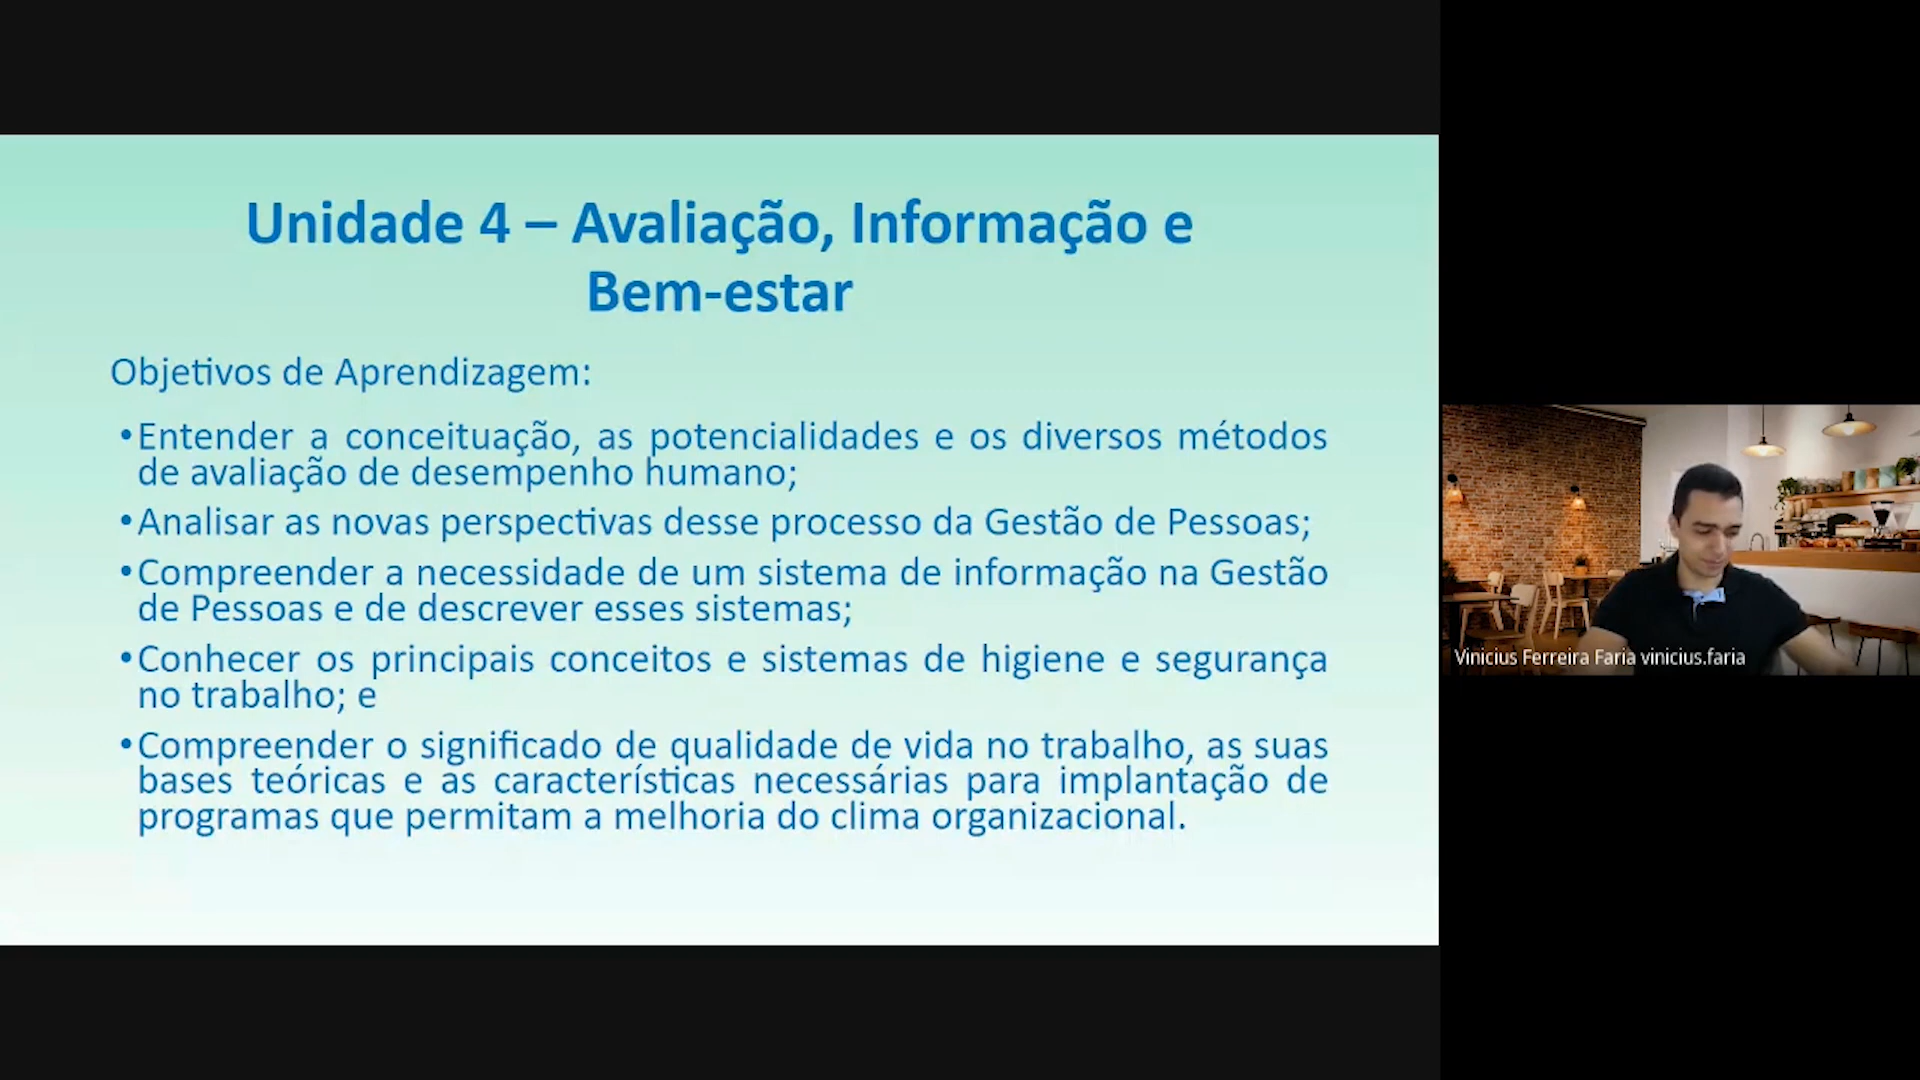 Unidade 4 – Avaliação, Informação e
Bem-estar
Objetivos de Aprendizagem:
•Entender a conceituação, as potencialidades e os diversos métodos
de avaliação de desempenho humano;
•Analisar as novas perspectivas desse processo da Gestão de Pessoas;
•Compreender a necessidade de um sistema de informação na Gestão
de Pessoas e de descrever esses sistemas;
•Conhecer os principais conceitos e sistemas de higiene e segurança
no trabalho; e
•Compreender o significado de qualidade de vida no trabalho, as suas
bases teóricas e as características necessárias para implantação de
programas que permitam a melhoria do clima organizacional.
Vinicius Ferreira Faria vinicius.faria